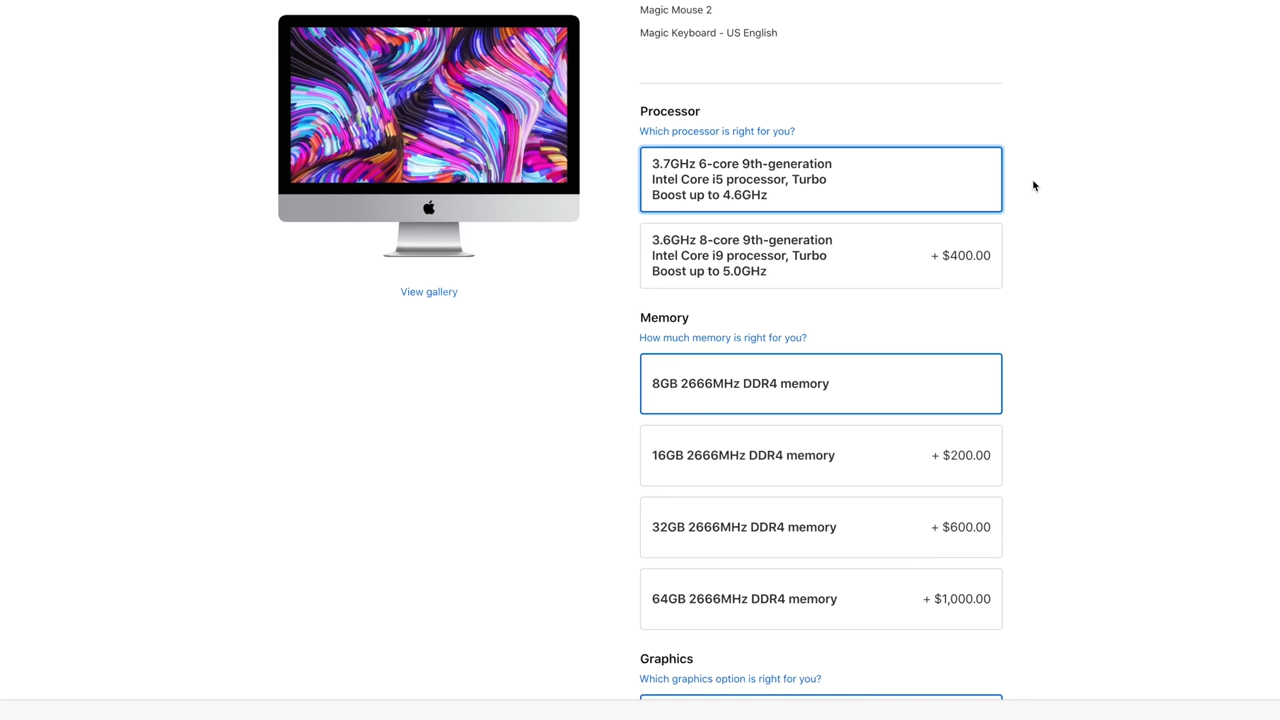 Magic Mouse 2
Magic Keyboard - US English
Processor
Which processor is right for you?
3.7GHz 6-core 9th-generation
Intel Core i5 processor, Turbo
Boost up to 4.6GHz
3.6GHz 8-core 9th-generation
Intel Core i9 processor, Turbo
Boost up to 5.0GHz
+ $400.00
View gallery
Memory
How much memory is right for you?
8GB 2666MHz DDR4 memory
16GB 2666MHz DDR4 memory + $200.00
32GB 2666MHz DDR4 memory + $600.00
64GB 2666MHz DDR4 memory + $1,000.00
Graphics
Which graphics option is right for you?